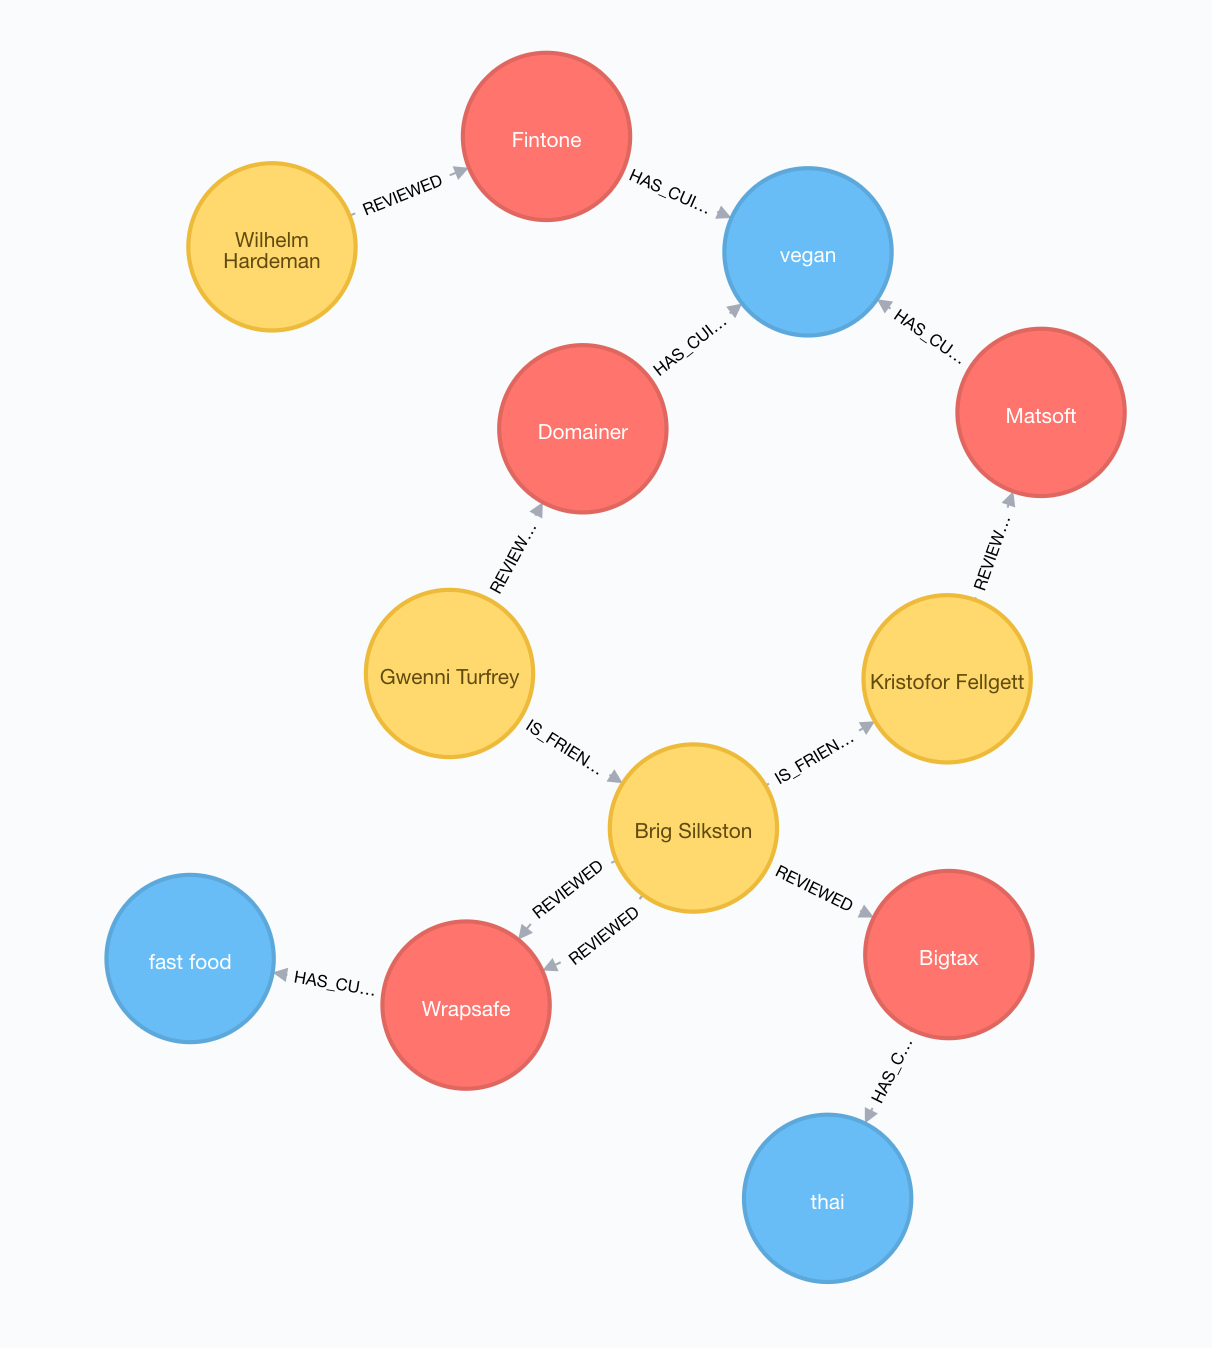 Fintone
REVIEWED
HAS_CUI...
Wilhelm
Hardeman
vegan
HAS_CUI...
HAS_CU...
Domainer
Matsoft
REVIEW...
REVIEW...
Gwenni Turfrey
Kristofor Fellgett
IS_FRIEN...
IS_FRIEN...
Brig Silkston
REVIEWED
REVIEWED
REVIEWED
fast food
HAS_CU...
Wrapsafe
Bigtax
HAS_C...
thai